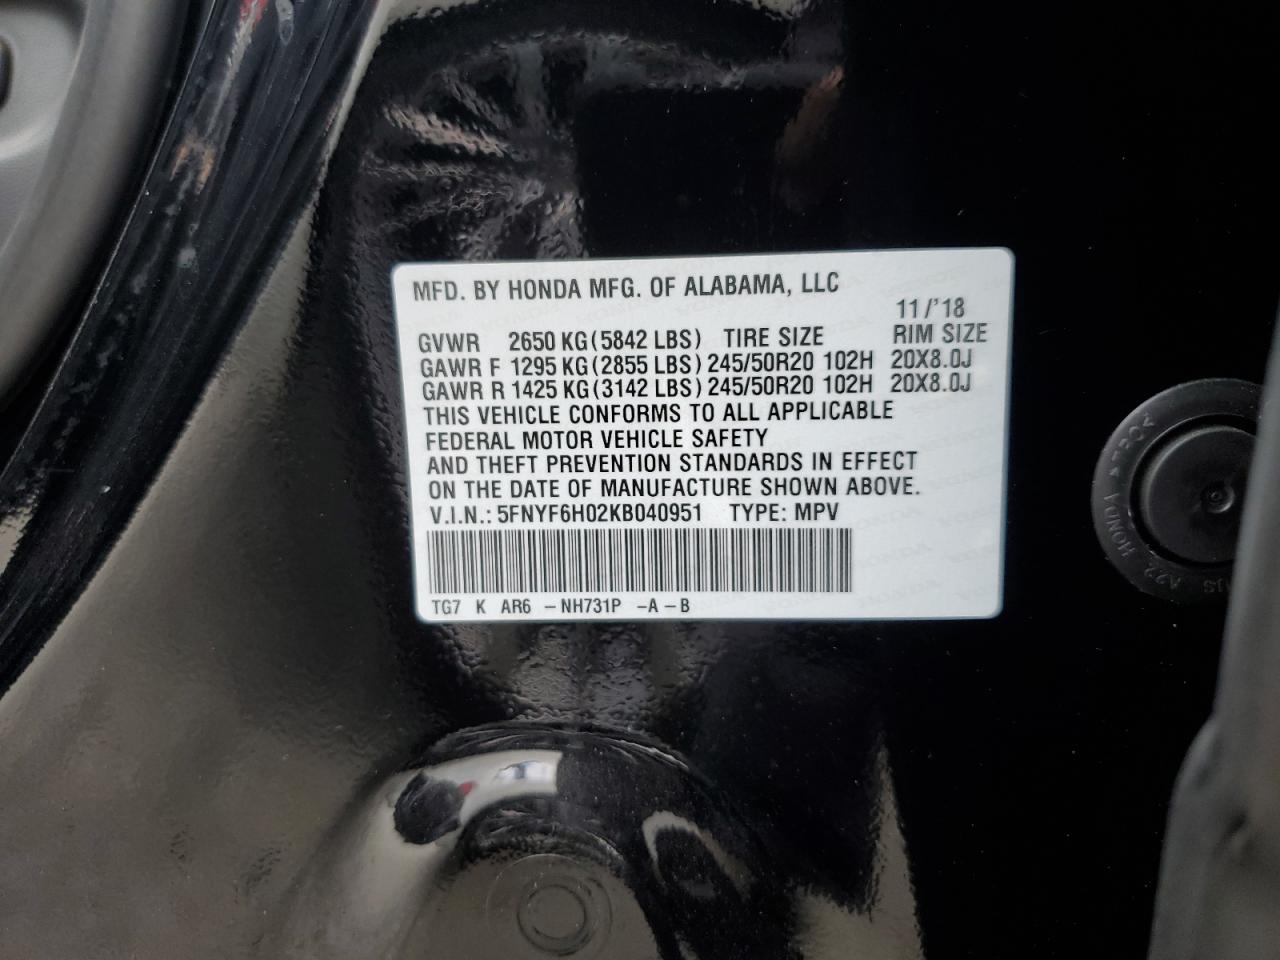 MFD. BY HONDA MFG. OF ALABAMA, LLC
11/'18
GVWR 2650 KG(5842 LBS) TIRE SIZE RIM SIZE
GAWR F 1295 KG(2855 LBS) 245/50R20 102H 20X8.0J
GAWR R 1425 KG(3142 LBS) 245/50R20 102H 20X8.0J
THIS VEHICLE CONFORMS TO ALL APPLICABLE
FEDERAL MOTOR VEHICLE SAFETY
AND THEFT PREVENTION STANDARDS IN EFFECT
ON THE DATE OF MANUFACTURE SHOWN ABOVE.
V.I.N.: 5FNYF6H02KB040951 TYPE: MPV
TG7 K AR6 -NH731P -A-B
HONDA A22